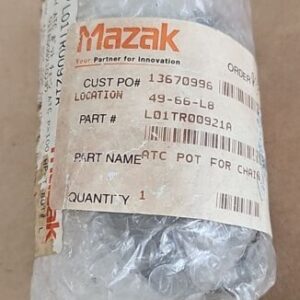 Mazak
Your Partner for Innovation
ORDER
CUST PO# 13670996
LOCATION 49-66-L8
PART # L01TR00921A
PART NAME ATC POT FOR CHAIN
QUANTITY 1